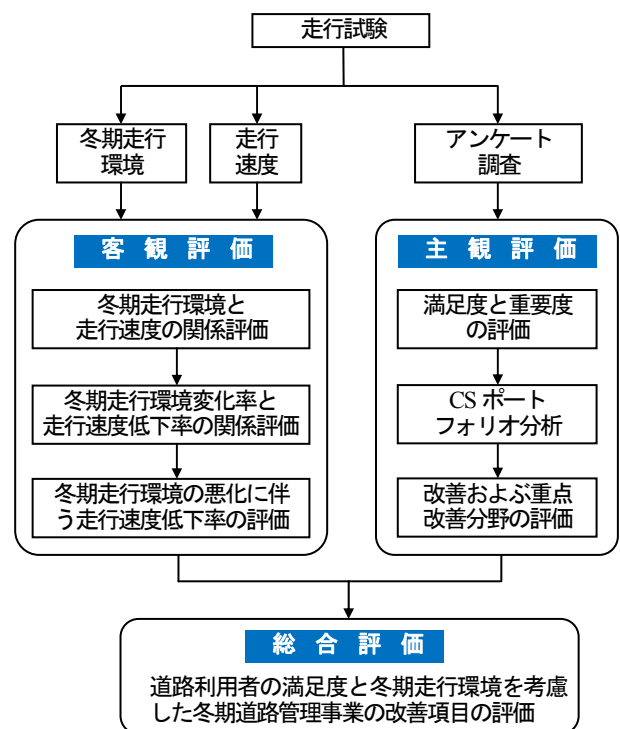 走行試験
冬期走行
環境
走行
速度
アンケート
調査
客観評価
冬期走行環境と
走行速度の関係評価
冬期走行環境変化率と
走行速度低下率の関係評価
冬期走行環境の悪化に伴
う走行速度低下率の評価
主観評価
満足度と重要度
の評価
CS ポート
フォリオ分析
改善およぶ重点
改善分野の評価
総合評価
道路利用者の満足度と冬期走行環境を考慮
した冬期道路管理事業の改善項目の評価